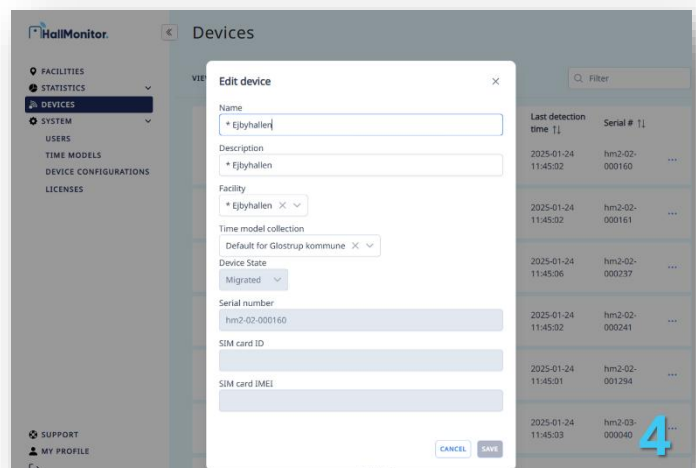 HallMonitor.
Devices
FACILITIES
STATISTICS
DEVICES
SYSTEM
USERS
TIME MODELS
DEVICE CONFIGURATIONS
LICENSES
SUPPORT
MY PROFILE
Filter
Edit device
Name
* Ejbyhallen
Description
* Ejbyhallen
Facility
* Ejbyhallen
Time model collection
Default for Glostrup kommune
Device State
Migrated
Serial number
hm2-02-000160
SIM card ID
SIM card IMEI
CANCEL SAVE
Last detection Serial #
time
2025-01-24 hm2-02-
11:45:02 000160
2025-01-24 hm2-02-
11:45:02 000161
2025-01-24 hm2-02-
11:45:06 000237
2025-01-24 hm2-02-
11:45:02 000241
2025-01-24 hm2-02-
11:45:01 001294
2025-01-24 hm2-03-
11:45:03 000040
4